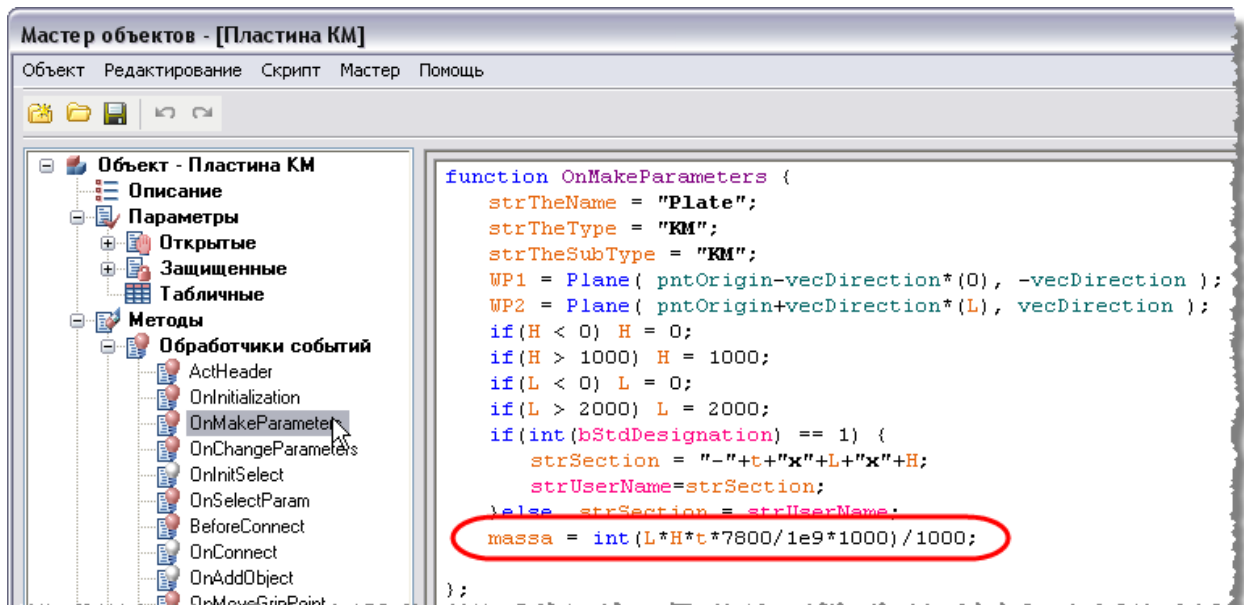 Мастер объектов - [Пластина КМ]
Объект Редактирование Скрипт Мастер Помощь
Объект - Пластина КМ
Описание
Параметры
Открытые
Защищенные
Табличные
Методы
Обработчики событий
ActHeader
OnInitialization
OnMakeParameters
OnChangeParameters
OnInitSelect
OnSelectParam
BeforeConnect
OnConnect
OnAddObject
OnMoveGripPoint
function OnMakeParameters {
strTheName = "Plate";
strTheType = "КМ";
strTheSubType = "КМ";
WP1 = Plane( pntOrigin-vecDirection*(0), -vecDirection );
WP2 = Plane( pntOrigin+vecDirection*(L), vecDirection );
if(H < 0) H = 0;
if(H > 1000) H = 1000;
if(L < 0) L = 0;
if(L > 2000) L = 2000;
if(int(bStdDesignation) == 1) {
strSection = "-"+t+"x"+L+"x"+H;
strUserName=strSection;
}else strSection = strUserName;
massa = int(L*H*t*7800/1e9*1000)/1000;
};